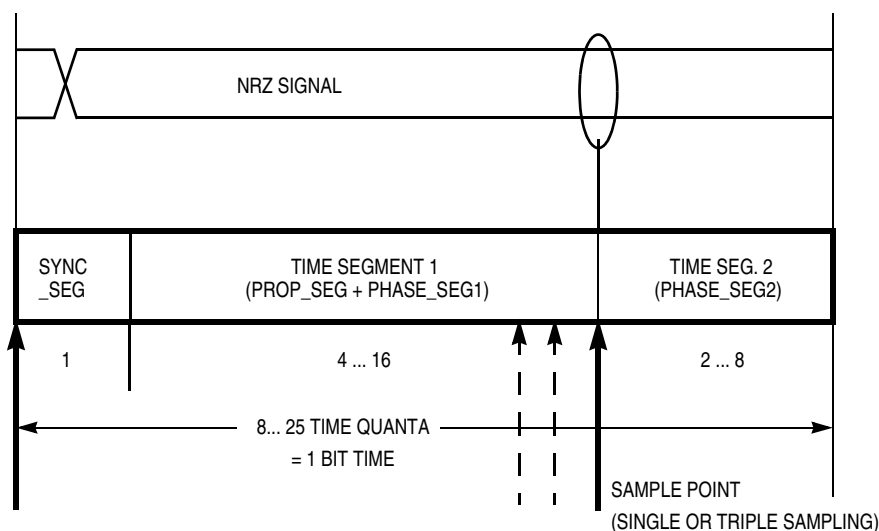 NRZ SIGNAL
SYNC
_SEG
TIME SEGMENT 1
(PROP_SEG + PHASE_SEG1)
TIME SEG. 2
(PHASE_SEG2)
1
4 ... 16
2 ... 8
8... 25 TIME QUANTA
= 1 BIT TIME
SAMPLE POINT
(SINGLE OR TRIPLE SAMPLING)